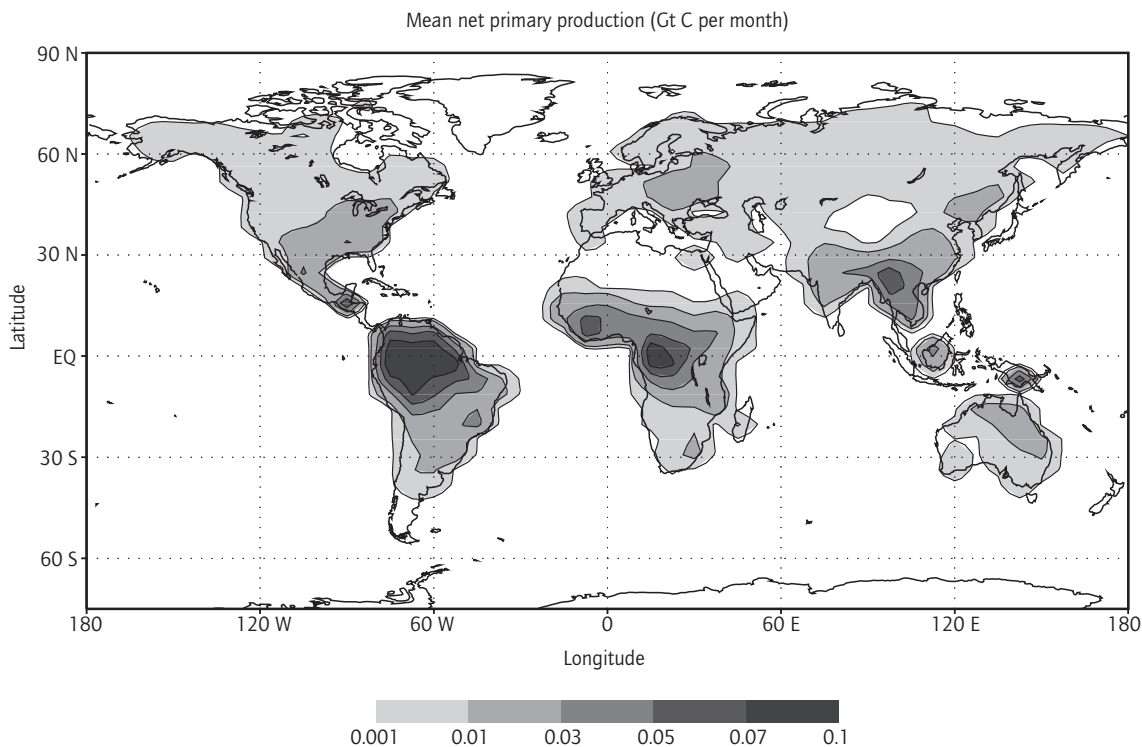 Mean net primary production (Gt C per month)
90 N
60 N
30 N
EQ
30 S
60 S
Latitude
180 120 W 60 W 0 60 E 120 E 180
Longitude
0.001 0.01 0.03 0.05 0.07 0.1